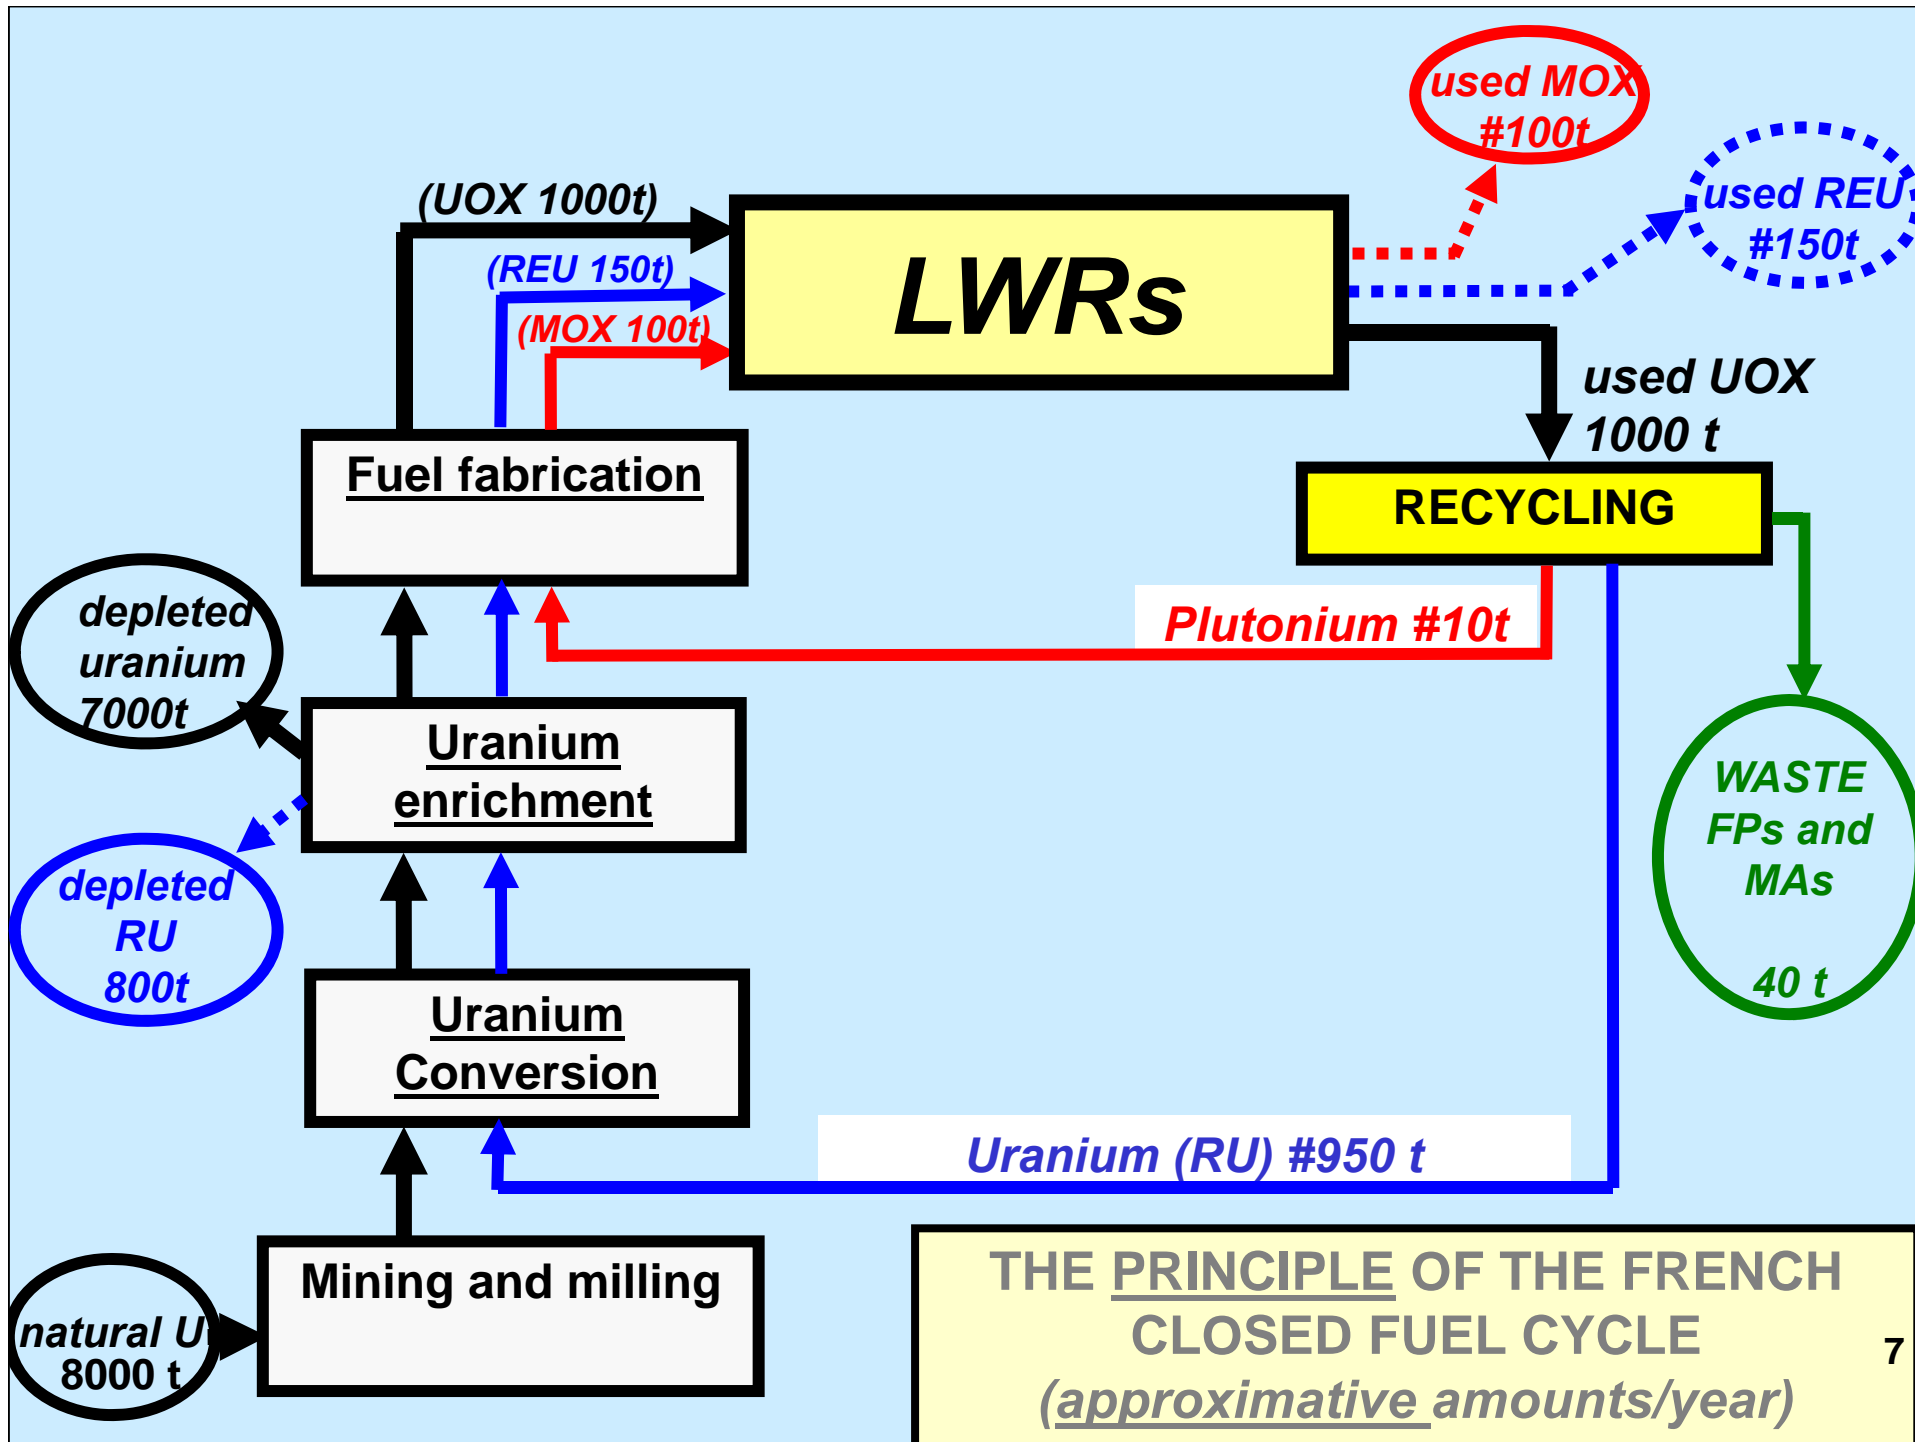 used MOX
#100t
used REU
#150t
(UOX 1000t)
(REU 150t)
(MOX 100t)
LWRs
used UOX
1000 t
Fuel fabrication
RECYCLING
depleted
uranium
7000t
Plutonium #10t
Uranium
enrichment
WASTE
FPs and
MAs
40 t
depleted
RU
800t
Uranium
Conversion
Uranium (RU) #950 t
Mining and milling
natural U
8000 t
THE PRINCIPLE OF THE FRENCH
CLOSED FUEL CYCLE
(approximative amounts/year)
7